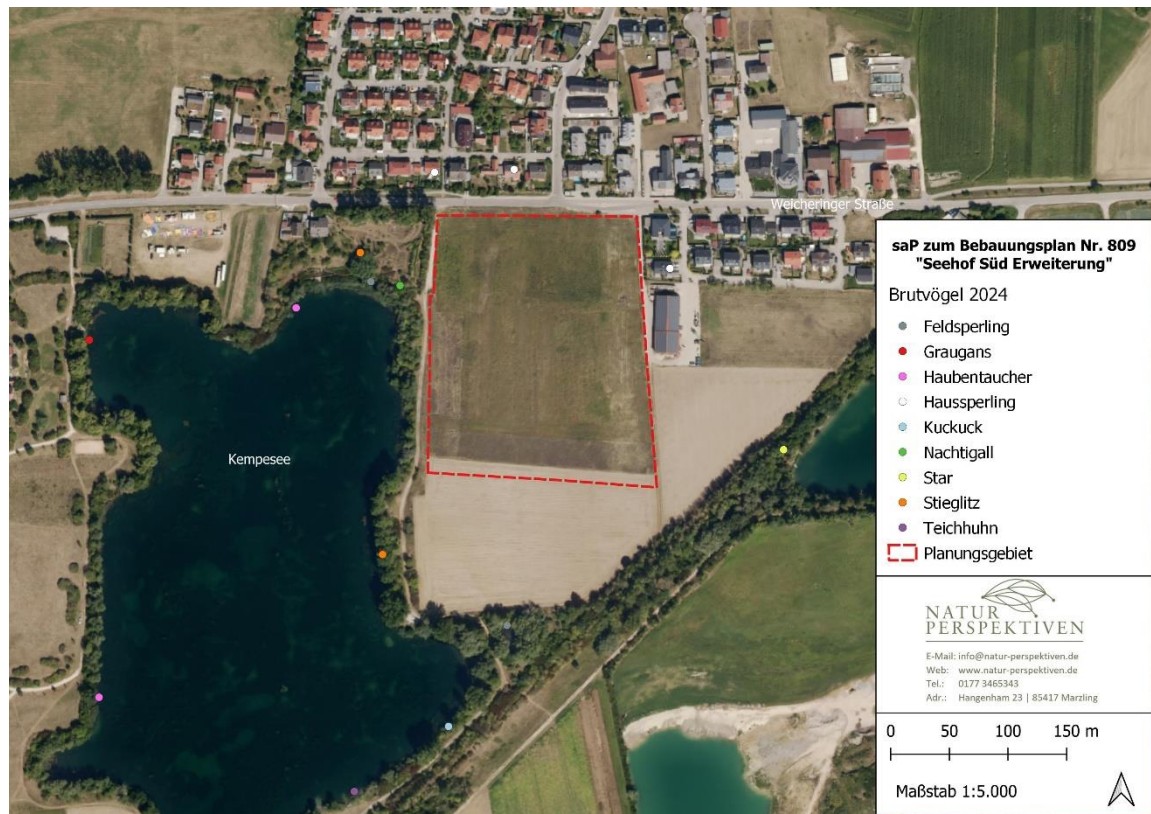 Weicheringer Straße
Kempesee
saP zum Bebauungsplan Nr. 809
"Seehof Süd Erweiterung"
Brutvögel 2024
Feldsperling
Graugans
Haubentaucher
Haussperling
Kuckuck
Nachtigall
Star
Stieglitz
Teichhuhn
Planungsgebiet
NATUR
PERSPEKTIVEN
E-Mail: info@natur-perspektiven.de
Web: www.natur-perspektiven.de
Tel.: 0177 3465343
Adr.: Hangenham 23 | 85417 Marzling
0 50 100 150 m
Maßstab 1:5.000